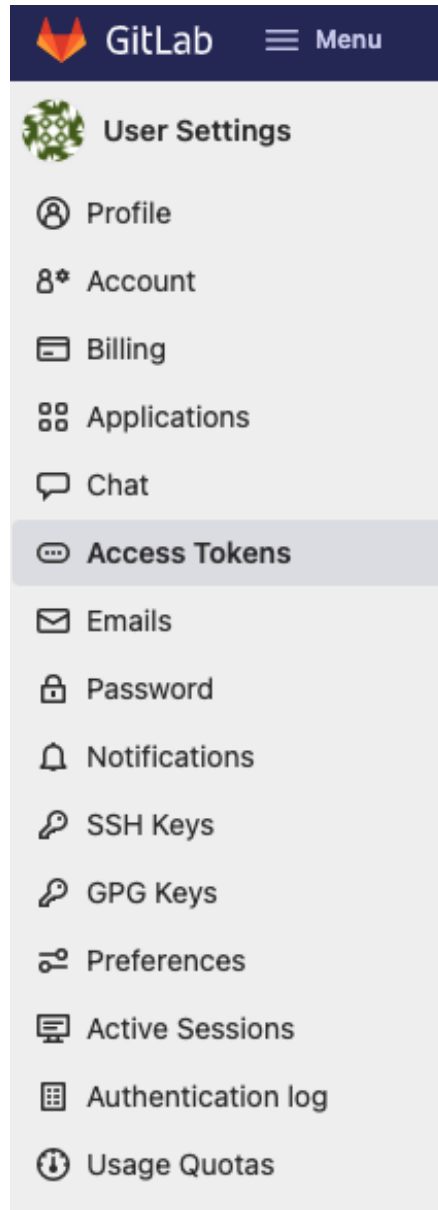 GitLab Menu
User Settings
Profile
Account
Billing
Applications
Chat
Access Tokens
Emails
Password
Notifications
SSH Keys
GPG Keys
Preferences
Active Sessions
Authentication log
Usage Quotas